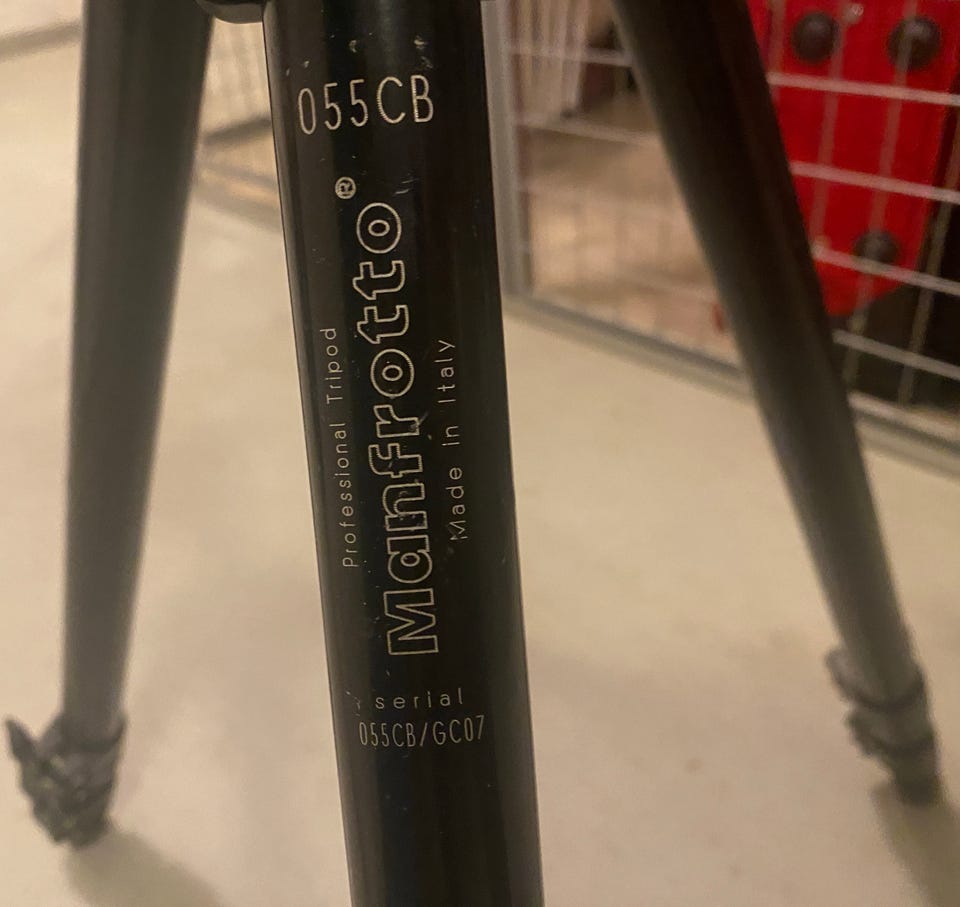 055CB
Professional Tripod
Manfrotto®
Made in Italy
serial
055CB/GC07